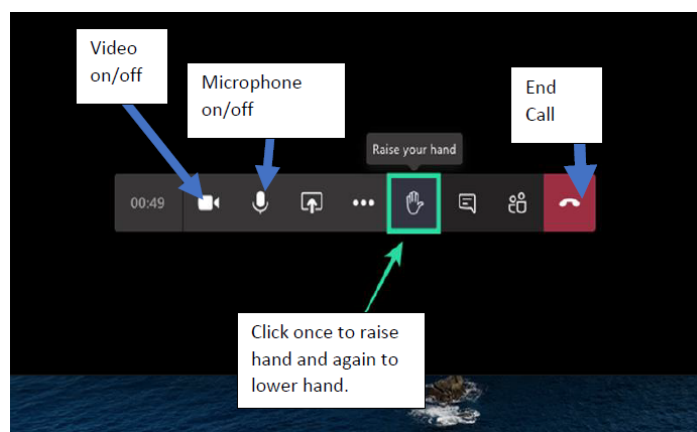 Video
on/off
Microphone
on/off
End
Call
Raise your hand
00:49
Click once to raise
hand and again to
lower hand.